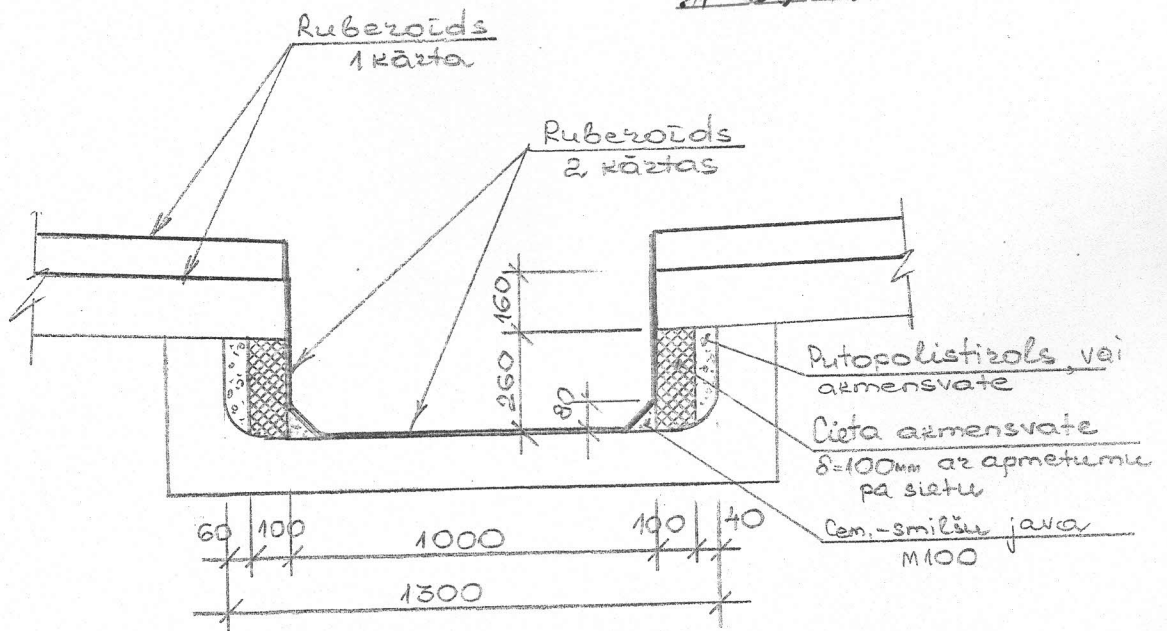 Ruberoīds
1 kārta
Ruberoīds
2 kārtas
160
260
80
Putopolistirols vai
akmensvate
Cieta akmensvate
δ=100мм ar apmetumu
pa sietu
Cem.-smilšu java
M100
60 100 1000 100 40
1300